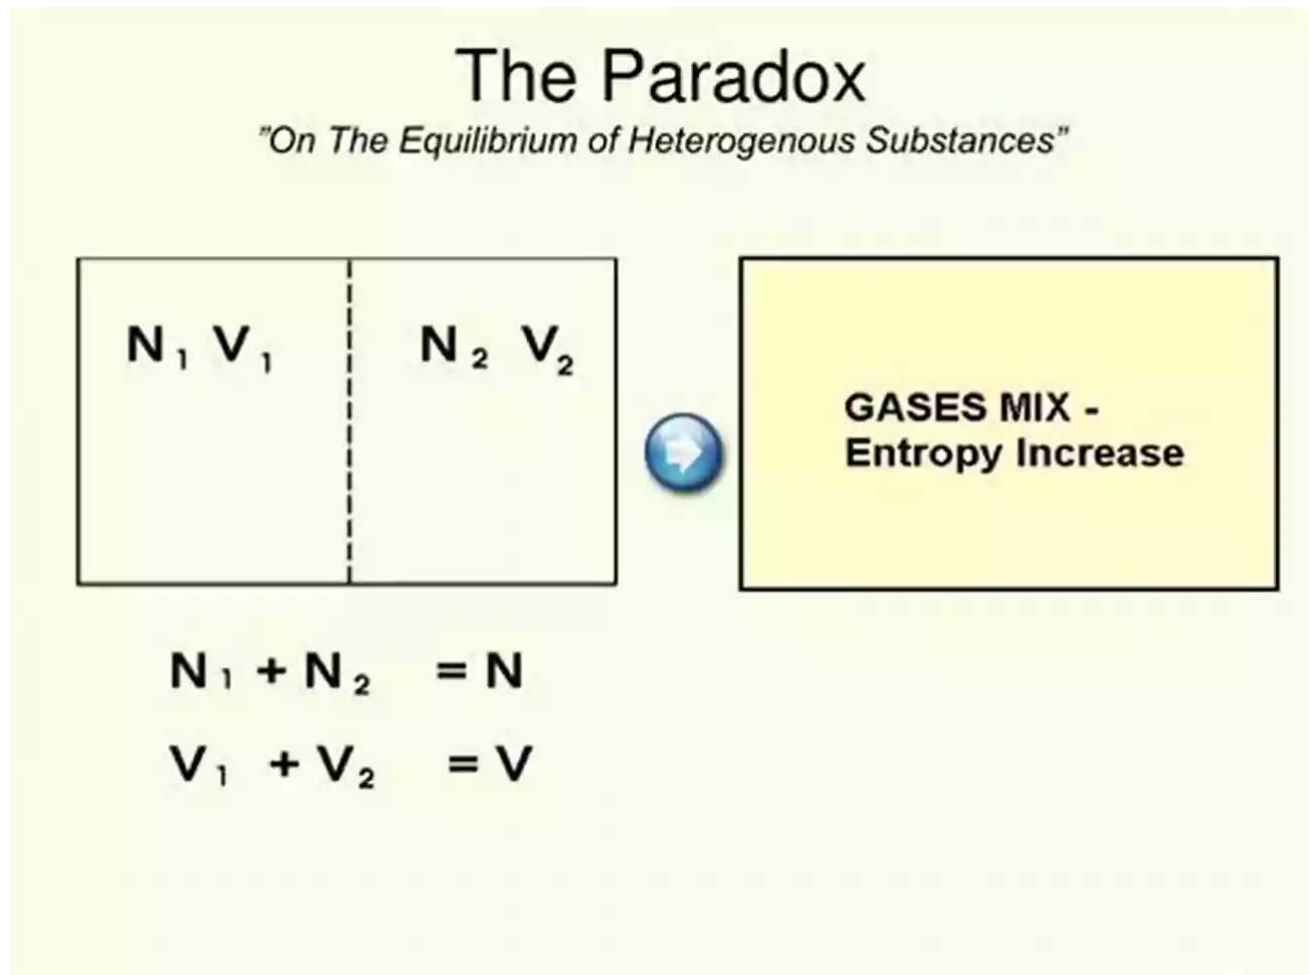 The Paradox
"On The Equilibrium of Heterogenous Substances"
N₁ V₁ N₂ V₂
GASES MIX -
Entropy Increase
N₁ + N₂ = N
V₁ + V₂ = V